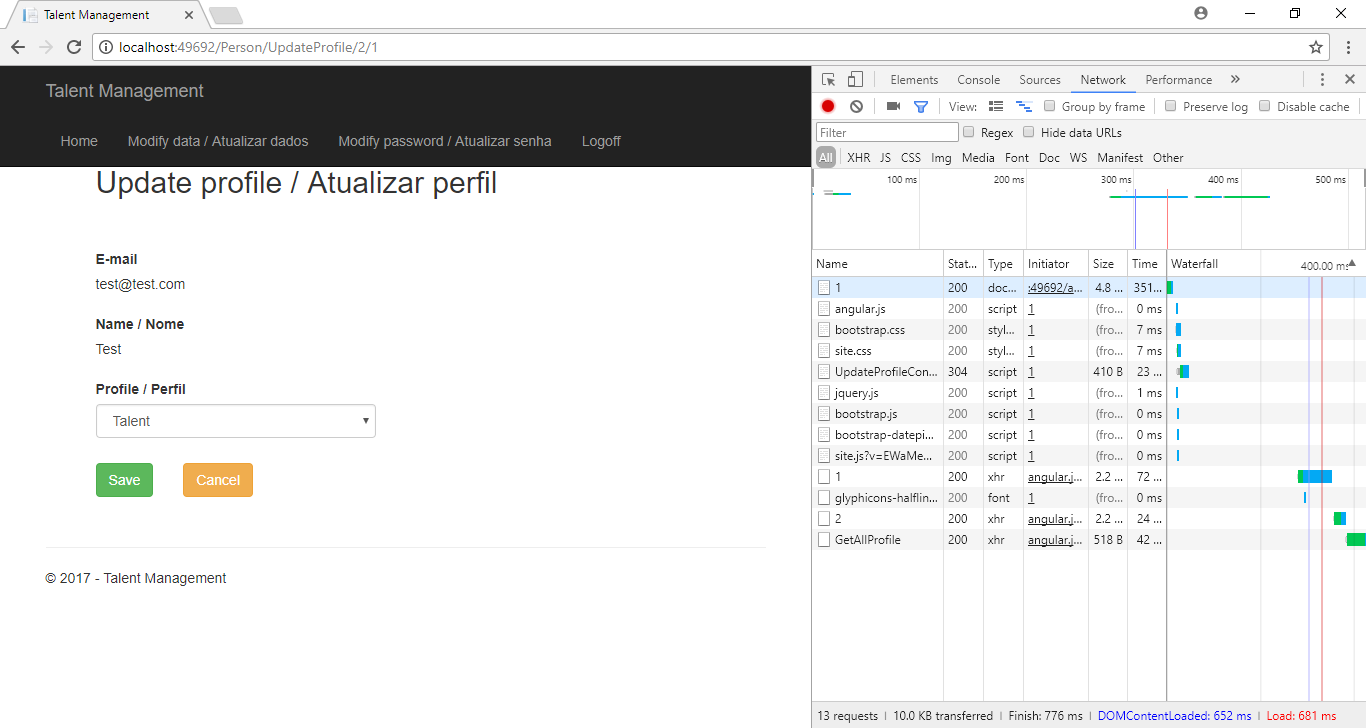 Talent Management
localhost:49692/Person/UpdateProfile/2/1
Talent Management
Home Modify data / Atualizar dados Modify password / Atualizar senha Logoff
Update profile / Atualizar perfil
E-mail
test@test.com
Name / Nome
Test
Profile / Perfil
Talent
Save Cancel
© 2017 - Talent Management
Elements Console Sources Network Performance
View: Group by frame Preserve log Disable cache
Filter Regex Hide data URLs
All XHR JS CSS Img Media Font Doc WS Manifest Other
100 ms 200 ms 300 ms 400 ms 500 ms
Name Stat... Type Initiator Size Time Waterfall 400.00 ms
1 200 doc... :49692/a... 4.8 ... 351...
angular.js 200 script 1 (fro... 0 ms
bootstrap.css 200 styl... 1 (fro... 7 ms
site.css 200 styl... 1 (fro... 7 ms
UpdateProfileCon... 304 script 1 410 B 23 ...
jquery.js 200 script 1 (fro... 1 ms
bootstrap.js 200 script 1 (fro... 0 ms
bootstrap-datepi... 200 script 1 (fro... 0 ms
site.js?v=EWaMe... 200 script 1 (fro... 0 ms
1 200 xhr angular.j... 2.2 ... 72 ...
glyphicons-halflin... 200 font 1 (fro... 0 ms
2 200 xhr angular.j... 2.2 ... 24 ...
GetAllProfile 200 xhr angular.j... 518 B 42 ...
13 requests | 10.0 KB transferred | Finish: 776 ms | DOMContentLoaded: 652 ms | Load: 681 ms